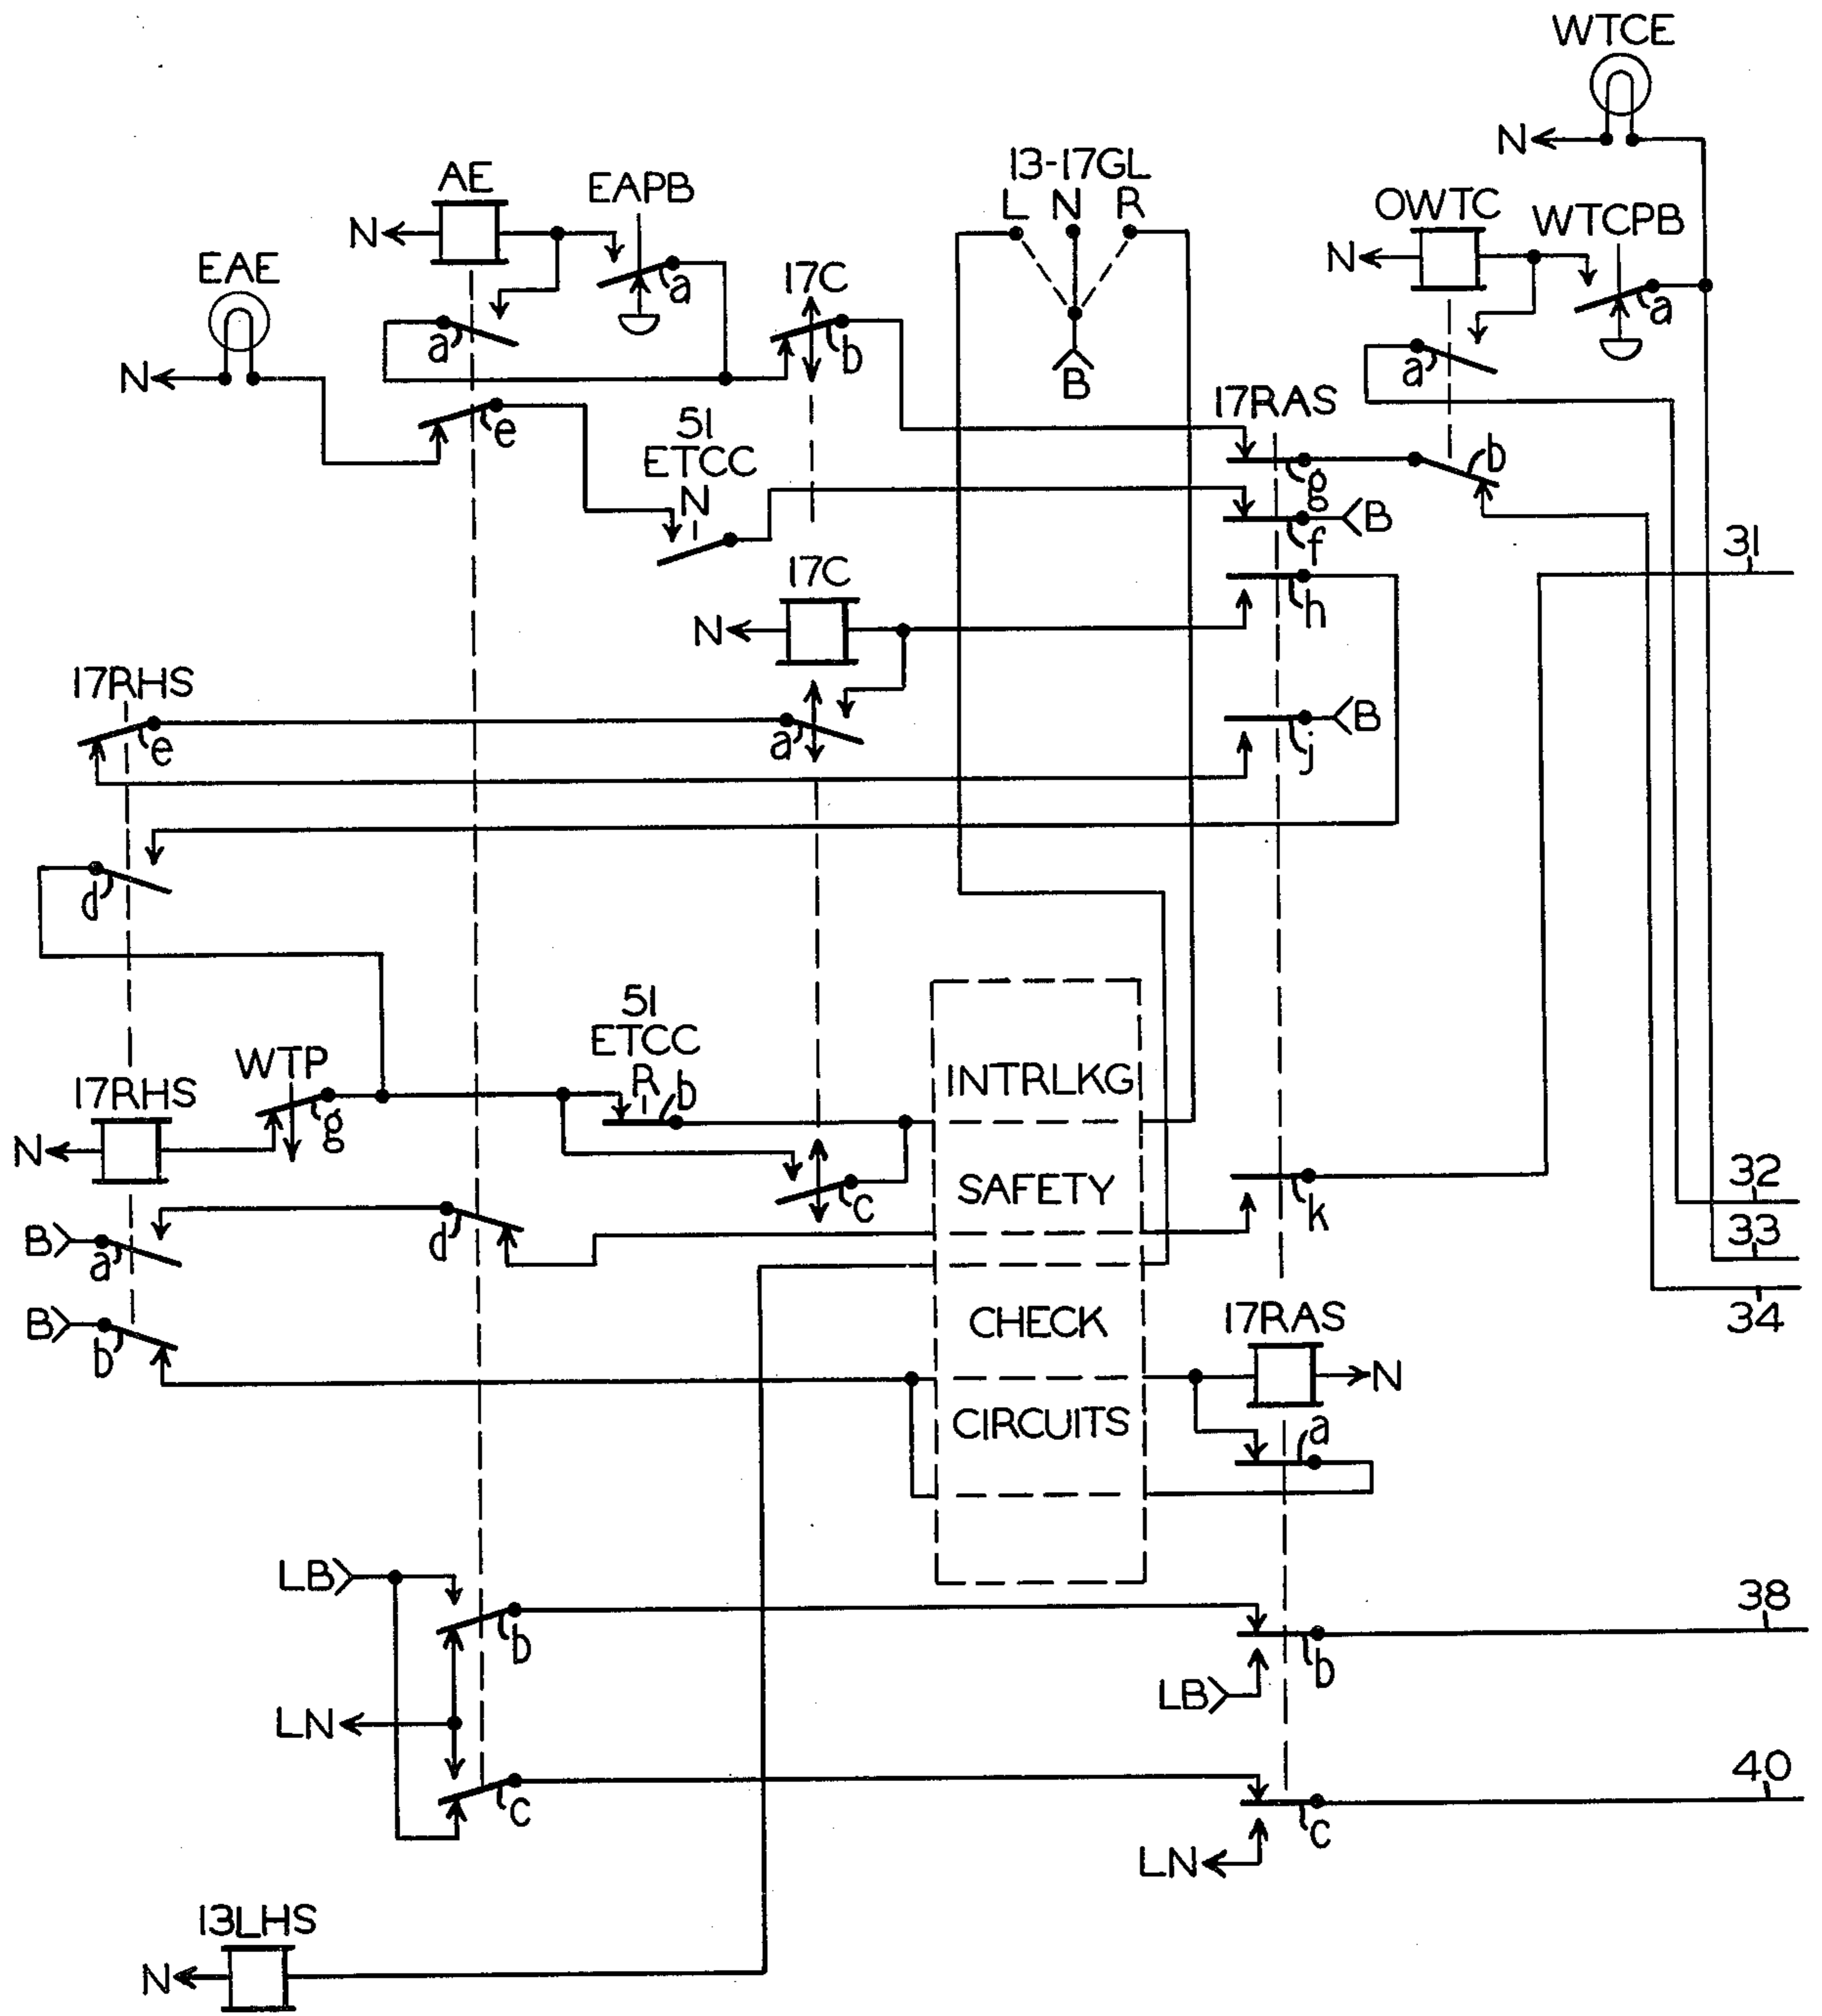 WTCE
N
13-17GL
L N R
AE
EAPB
N
a
a
EAE
N
17C
b
B
OWTC
WTCPB
N
a
a
17RAS
e
51
ETCC
N
g
b
B
f
31
17C
N
h
17RHS
e
a
B
j
d
51
ETCC
R
b
WTP
17RHS
N
g
INTRLKG
SAFETY
CHECK
CIRCUITS
c
k
32
33
34
B
a
d
B
b
17RAS
N
a
LB
b
38
b
LB
LN
c
40
c
LN
13LHS
N